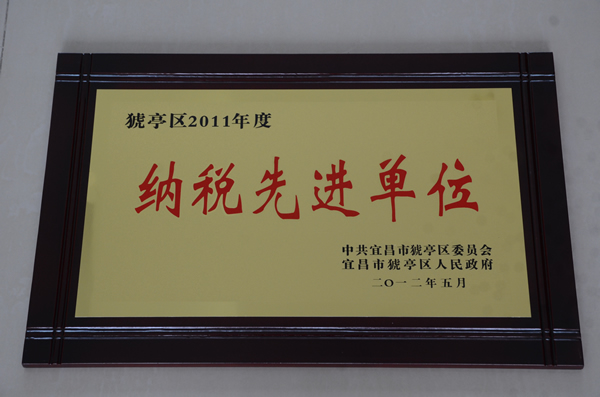 猇亭区2011年度
纳税先进单位
中共宜昌市猇亭区委员会
宜昌市猇亭区人民政府
二〇一二年五月